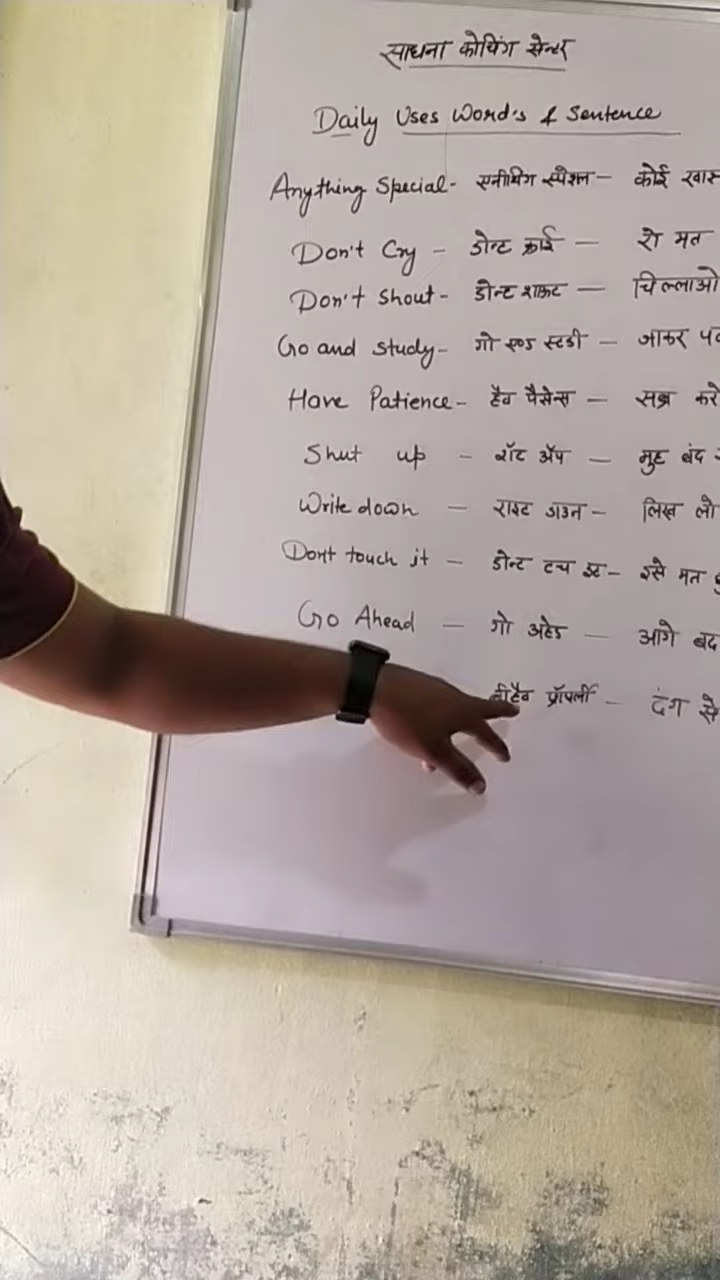 साधना कोचिंग सेन्टर
Daily Uses Word's & Sentence
Anything Special - एनीथिंग स्पेशल - कोई खास
Don't Cry - डोन्ट क्राई - रो मत
Don't Shout - डोन्ट शाऊट - चिल्लाओ
Go and Study - गो एण्ड स्टडी - जाकर
Have Patience - हैव पैसेन्स - सब्र करो
Shut up - शॅट अॅप - मुह बंद
Write down - राइट डाउन - लिख लो
Dont touch it - डोन्ट टच इट - इसे मत
Go Ahead - गो अहेड - आगे बढ
बीहैव प्रॉपर्ली - ढंग से